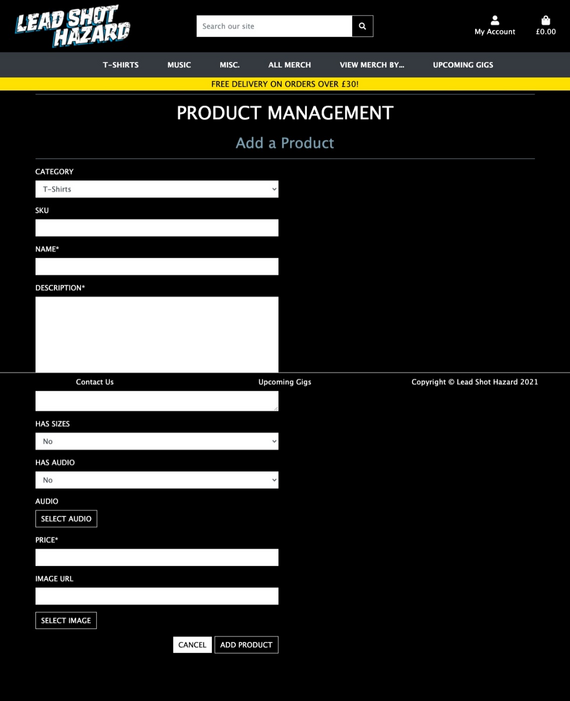 LEAD SHOT
HAZARD
Search our site
My Account
£0.00
T-SHIRTS MUSIC MISC. ALL MERCH VIEW MERCH BY... UPCOMING GIGS
FREE DELIVERY ON ORDERS OVER £30!
PRODUCT MANAGEMENT
Add a Product
CATEGORY
T-Shirts
SKU
NAME*
DESCRIPTION*
Contact Us Upcoming Gigs Copyright © Lead Shot Hazard 2021
HAS SIZES
No
HAS AUDIO
No
AUDIO
SELECT AUDIO
PRICE*
IMAGE URL
SELECT IMAGE
CANCEL ADD PRODUCT